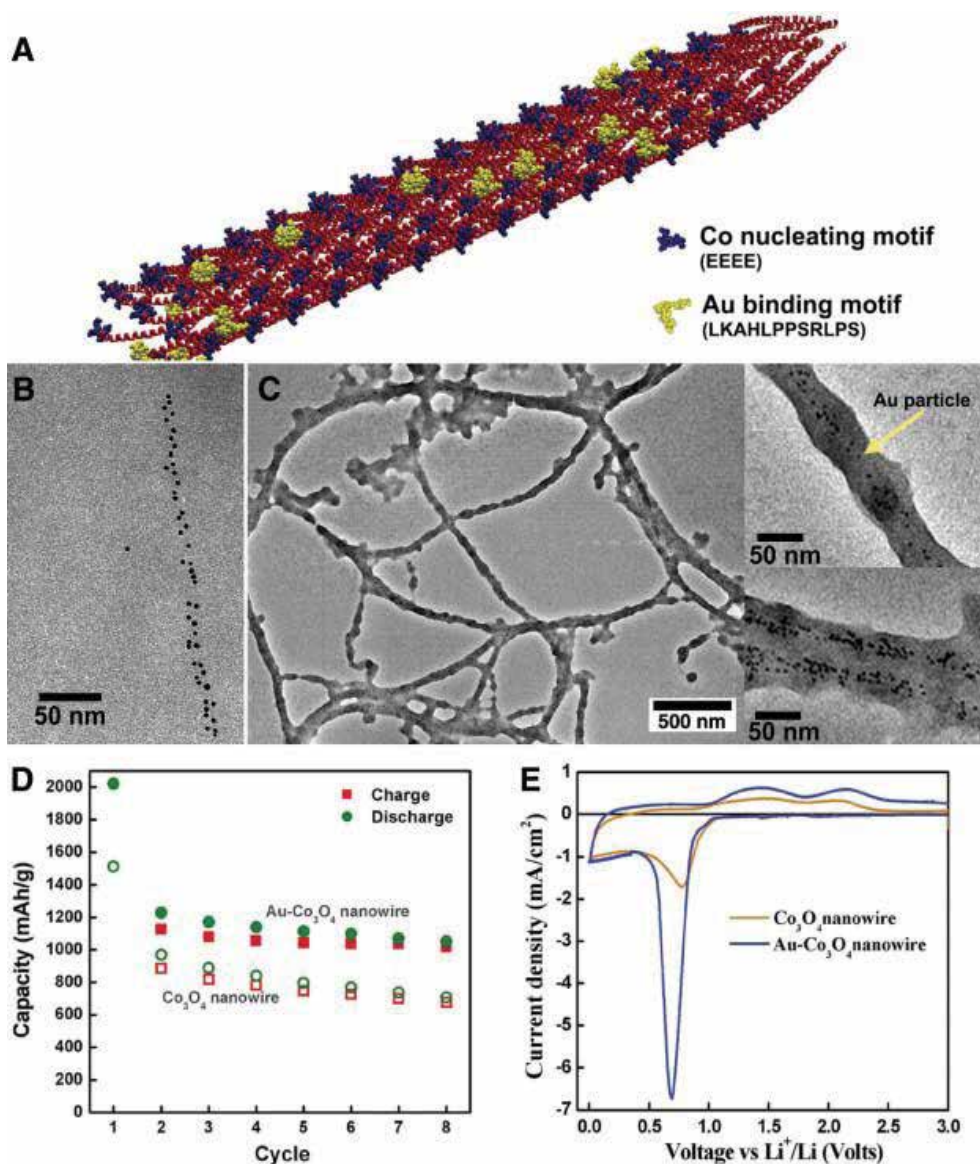 A
Co nucleating motif
(EEEE)
Au binding motif
(LKAHLPPSRLPS)
B
50 nm
C
500 nm
Au particle
50 nm
50 nm
D
Capacity (mAh/g)
2000
1800
1600
1400
1200
1000
800
600
400
200
0
Charge
Discharge
Au-Co₃O₄ nanowire
Co₃O₄ nanowire
1 2 3 4 5 6 7 8
Cycle
E
Current density (mA/cm²)
1
0
-1
-2
-3
-4
-5
-6
-7
Co₃O₄ nanowire
Au-Co₃O₄ nanowire
0.0 0.5 1.0 1.5 2.0 2.5 3.0
Voltage vs Li⁺/Li (Volts)